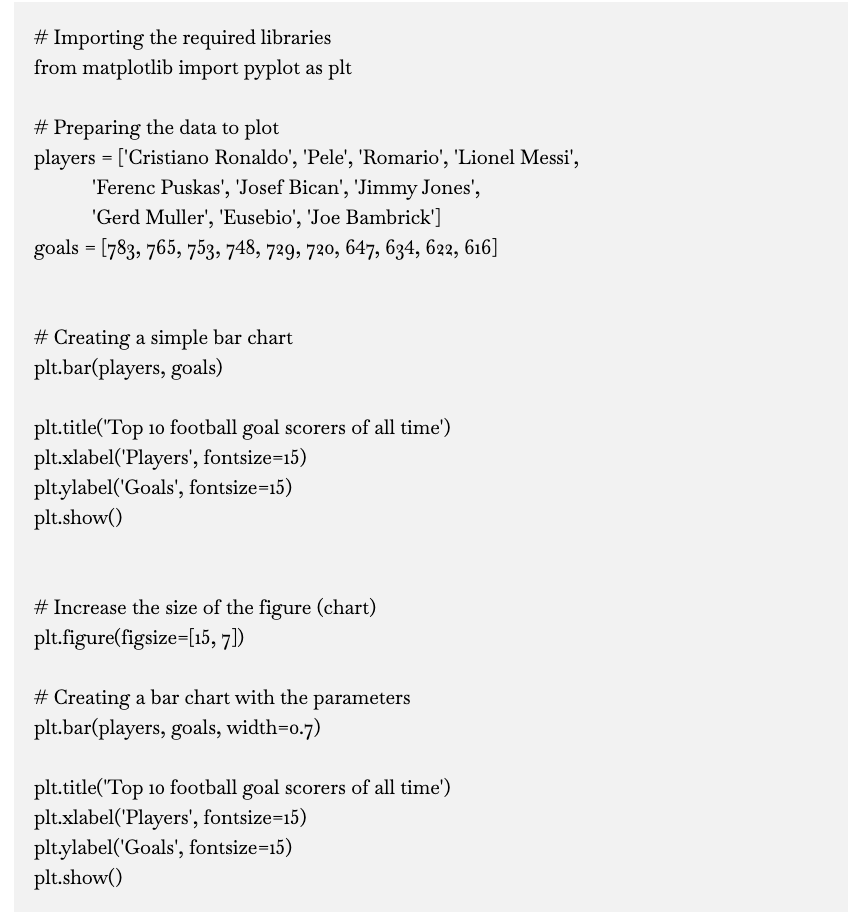 # Importing the required libraries
from matplotlib import pyplot as plt
# Preparing the data to plot
players = ['Cristiano Ronaldo', 'Pele', 'Romario', 'Lionel Messi',
'Ferenc Puskas', 'Josef Bican', 'Jimmy Jones',
'Gerd Muller', 'Eusebio', 'Joe Bambrick']
goals = [783, 765, 753, 748, 729, 720, 647, 634, 622, 616]
# Creating a simple bar chart
plt.bar(players, goals)
plt.title('Top 10 football goal scorers of all time')
plt.xlabel('Players', fontsize=15)
plt.ylabel('Goals', fontsize=15)
plt.show()
# Increase the size of the figure (chart)
plt.figure(figsize=[15, 7])
# Creating a bar chart with the parameters
plt.bar(players, goals, width=0.7)
plt.title('Top 10 football goal scorers of all time')
plt.xlabel('Players', fontsize=15)
plt.ylabel('Goals', fontsize=15)
plt.show()